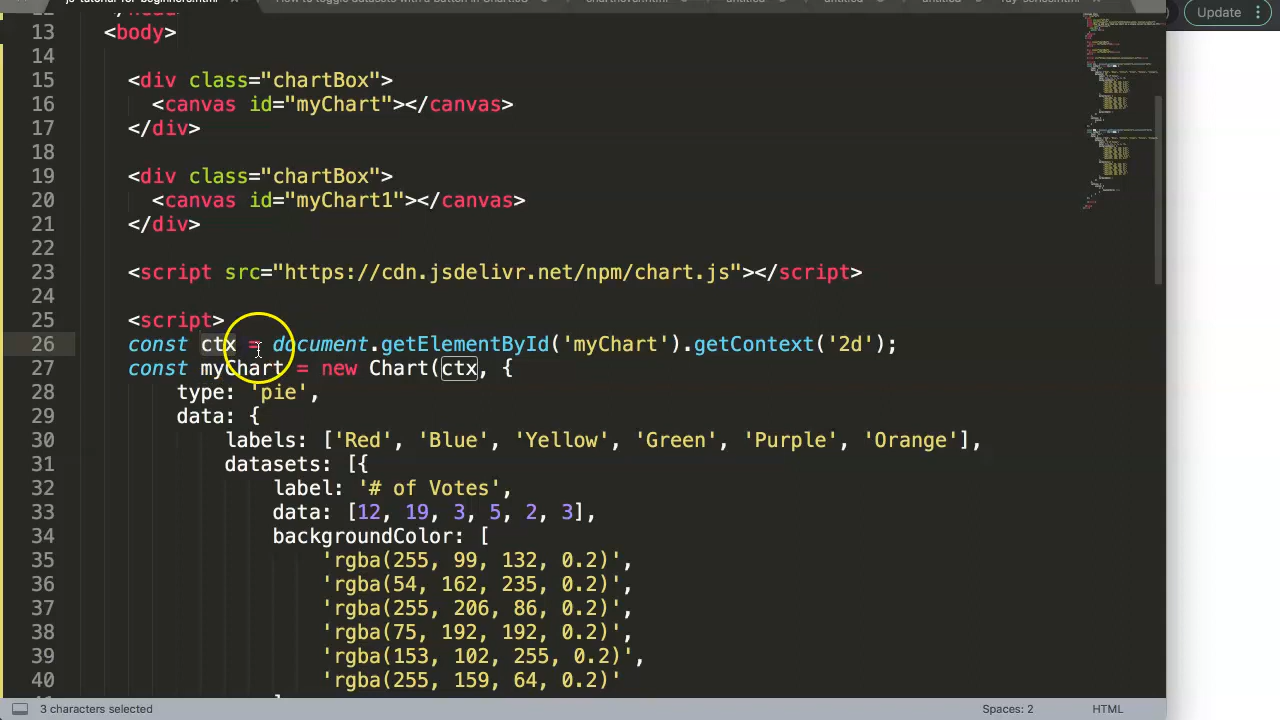 Update
13 <body>
14
15 <div class="chartBox">
16 <canvas id="myChart"></canvas>
17 </div>
18
19 <div class="chartBox">
20 <canvas id="myChart1"></canvas>
21 </div>
22
23 <script src="https://cdn.jsdelivr.net/npm/chart.js"></script>
24
25 <script>
26 const ctx = document.getElementById('myChart').getContext('2d');
27 const myChart = new Chart(ctx, {
28 type: 'pie',
29 data: {
30 labels: ['Red', 'Blue', 'Yellow', 'Green', 'Purple', 'Orange'],
31 datasets: [{
32 label: '# of Votes',
33 data: [12, 19, 3, 5, 2, 3],
34 backgroundColor: [
35 'rgba(255, 99, 132, 0.2)',
36 'rgba(54, 162, 235, 0.2)',
37 'rgba(255, 206, 86, 0.2)',
38 'rgba(75, 192, 192, 0.2)',
39 'rgba(153, 102, 255, 0.2)',
40 'rgba(255, 159, 64, 0.2)'
3 characters selected
Spaces: 2
HTML